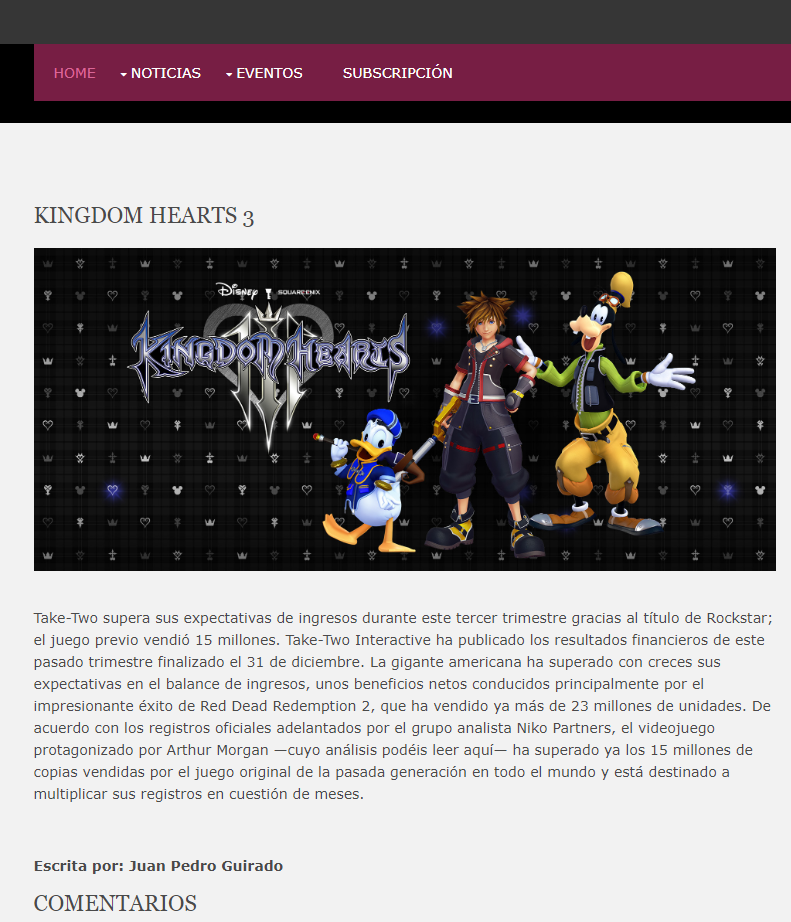 HOME NOTICIAS EVENTOS SUBSCRIPCIÓN
KINGDOM HEARTS 3
Disney SQUARE ENIX
KINGDOM HEARTS
III
Take-Two supera sus expectativas de ingresos durante este tercer trimestre gracias al título de Rockstar;
el juego previo vendió 15 millones. Take-Two Interactive ha publicado los resultados financieros de este
pasado trimestre finalizado el 31 de diciembre. La gigante americana ha superado con creces sus
expectativas en el balance de ingresos, unos beneficios netos conducidos principalmente por el
impresionante éxito de Red Dead Redemption 2, que ha vendido ya más de 23 millones de unidades. De
acuerdo con los registros oficiales adelantados por el grupo analista Niko Partners, el videojuego
protagonizado por Arthur Morgan —cuyo análisis podéis leer aquí— ha superado ya los 15 millones de
copias vendidas por el juego original de la pasada generación en todo el mundo y está destinado a
multiplicar sus registros en cuestión de meses.
Escrita por: Juan Pedro Guirado
COMENTARIOS